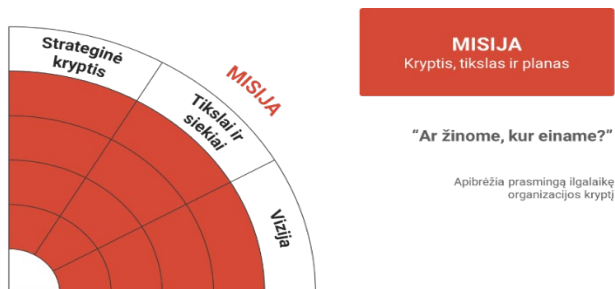 Strateginė
kryptis
MISIJA
Tikslai ir
siekiai
Vizija
MISIJA
Kryptis, tikslas ir planas
“Ar žinome, kur einame?”
Apibrėžia prasmingą ilgalaikę
organizacijos kryptį